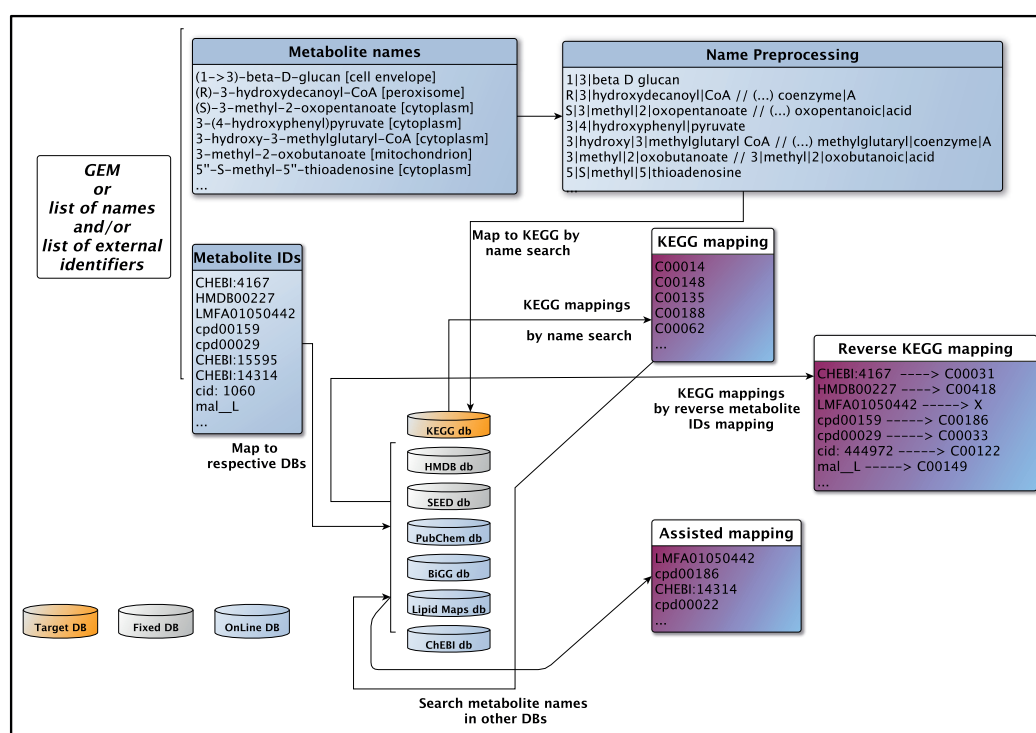 Metabolite names
(1->3)-beta-D-glucan [cell envelope]
(R)-3-hydroxydecanoyl-CoA [peroxisome]
(S)-3-methyl-2-oxopentanoate [cytoplasm]
3-(4-hydroxyphenyl)pyruvate [cytoplasm]
3-hydroxy-3-methylglutaryl-CoA [cytoplasm]
3-methyl-2-oxobutanoate [mitochondrion]
5"-S-methyl-5"-thioadenosine [cytoplasm]
...
Name Preprocessing
1|3|beta D glucan
R|3|hydroxydecanoyl|CoA // (...) coenzyme|A
S|3|methyl|2|oxopentanoate // (...) oxopentanoic|acid
3|4|hydroxyphenyl|pyruvate
3|hydroxy|3|methylglutaryl CoA // (...) methylglutaryl|coenzyme|A
3|methyl|2|oxobutanoate // 3|methyl|2|oxobutanoic|acid
5|S|methyl|5|thioadenosine
...
GEM
or
list of names
and/or
list of external
identifiers
Metabolite IDs
CHEBI:4167
HMDB00227
LMFA01050442
cpd00159
cpd00029
CHEBI:15595
CHEBI:14314
cid: 1060
mal__L
...
Map to KEGG by
name search
KEGG mapping
C00014
C00148
C00135
C00188
C00062
...
KEGG mappings
by name search
Reverse KEGG mapping
CHEBI:4167 ----> C00031
HMDB00227 ----> C00418
LMFA01050442 -----> X
cpd00159 -----> C00186
cpd00029 -----> C00033
cid: 444972 -----> C00122
mal__L -----> C00149
...
KEGG mappings
by reverse metabolite
IDs mapping
Map to
respective DBs
KEGG db
HMDB db
SEED db
PubChem db
BiGG db
Lipid Maps db
ChEBI db
Assisted mapping
LMFA01050442
cpd00186
CHEBI:14314
cpd00022
...
Target DB
Fixed DB
OnLine DB
Search metabolite names
in other DBs